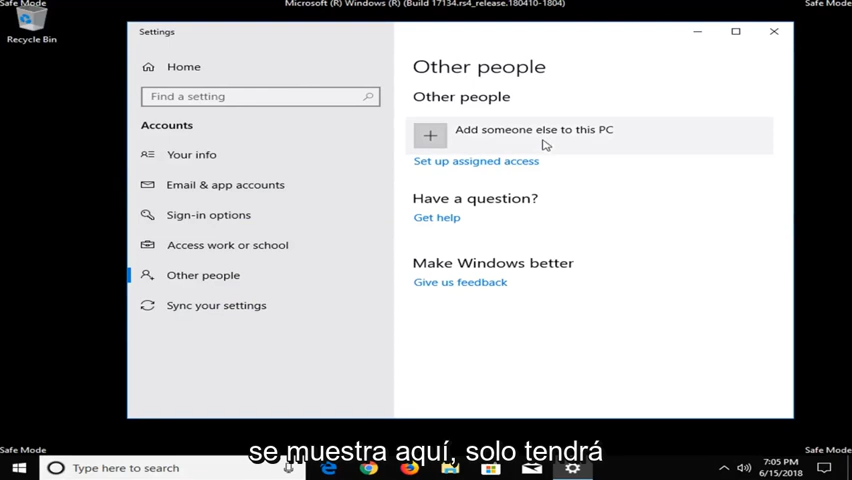 Safe Mode
Microsoft (R) Windows (R) (Build 17134.rs4_release.180410-1804)
Safe Mode
Recycle Bin
Settings
Home
Find a setting
Accounts
Your info
Email & app accounts
Sign-in options
Access work or school
Other people
Sync your settings
Other people
Other people
Add someone else to this PC
Set up assigned access
Have a question?
Get help
Make Windows better
Give us feedback
se muestra aquí, solo tendrá
Safe Mode
Safe Mode
Type here to search
7:05 PM
6/15/2018